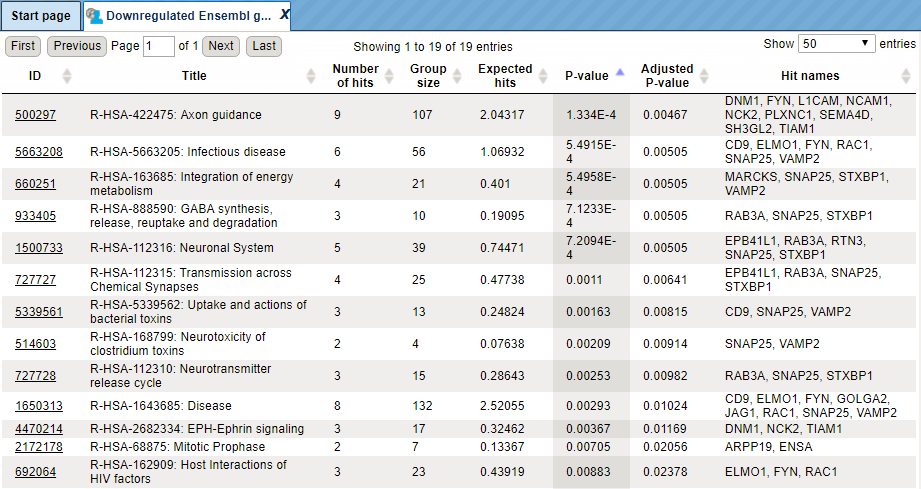 Start page
Downregulated Ensembl g... X
First Previous Page 1 of 1 Next Last Showing 1 to 19 of 19 entries Show 50 entries
ID Title Number of hits Group size Expected hits P-value Adjusted P-value Hit names
500297 R-HSA-422475: Axon guidance 9 107 2.04317 1.334E-4 0.00467 DNM1, FYN, L1CAM, NCAM1,
NCK2, PLXNC1, SEMA4D,
SH3GL2, TIAM1
5663208 R-HSA-5663205: Infectious disease 6 56 1.06932 5.4915E-
4 0.00505 CD9, ELMO1, FYN, RAC1,
SNAP25, VAMP2
660251 R-HSA-163685: Integration of energy
metabolism 4 21 0.401 5.4958E-
4 0.00505 MARCKS, SNAP25, STXBP1,
VAMP2
933405 R-HSA-888590: GABA synthesis,
release, reuptake and degradation 3 10 0.19095 7.1233E-
4 0.00505 RAB3A, SNAP25, STXBP1
1500733 R-HSA-112316: Neuronal System 5 39 0.74471 7.2094E-
4 0.00505 EPB41L1, RAB3A, RTN3,
SNAP25, STXBP1
727727 R-HSA-112315: Transmission across
Chemical Synapses 4 25 0.47738 0.0011 0.00641 EPB41L1, RAB3A, SNAP25,
STXBP1
5339561 R-HSA-5339562: Uptake and actions of
bacterial toxins 3 13 0.24824 0.00163 0.00815 CD9, SNAP25, VAMP2
514603 R-HSA-168799: Neurotoxicity of
clostridium toxins 2 4 0.07638 0.00209 0.00914 SNAP25, VAMP2
727728 R-HSA-112310: Neurotransmitter
release cycle 3 15 0.28643 0.00253 0.00982 RAB3A, SNAP25, STXBP1
1650313 R-HSA-1643685: Disease 8 132 2.52055 0.00293 0.01024 CD9, ELMO1, FYN, GOLGA2,
JAG1, RAC1, SNAP25, VAMP2
4470214 R-HSA-2682334: EPH-Ephrin signaling 3 17 0.32462 0.00367 0.01169 DNM1, NCK2, TIAM1
2172178 R-HSA-68875: Mitotic Prophase 2 7 0.13367 0.00705 0.02056 ARPP19, ENSA
692064 R-HSA-162909: Host Interactions of
HIV factors 3 23 0.43919 0.00883 0.02378 ELMO1, FYN, RAC1